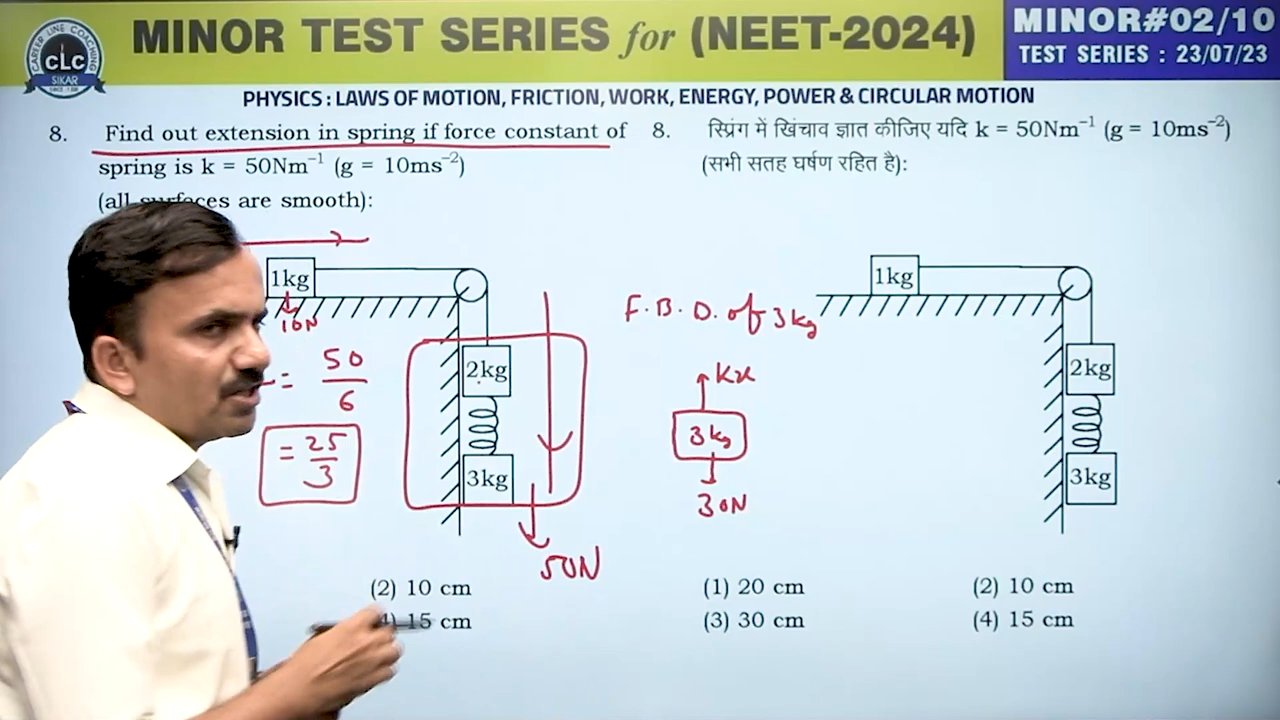 CAREER LINE COACHING
CLC
SIKAR
MINOR TEST SERIES for (NEET-2024)
MINOR#02/10
TEST SERIES : 23/07/23
PHYSICS : LAWS OF MOTION, FRICTION, WORK, ENERGY, POWER & CIRCULAR MOTION
8. Find out extension in spring if force constant of
spring is k = 50Nm⁻¹ (g = 10ms⁻²)
(all surfaces are smooth):
1kg
10N
= 50/6
= 25/3
2kg
3kg
50N
(2) 10 cm
(4) 15 cm
F.B.D. of 3kg
Kx
3kg
30N
8. स्प्रिंग में खिंचाव ज्ञात कीजिए यदि k = 50Nm⁻¹ (g = 10ms⁻²)
(सभी सतह घर्षण रहित है):
1kg
2kg
3kg
(1) 20 cm
(2) 10 cm
(3) 30 cm
(4) 15 cm